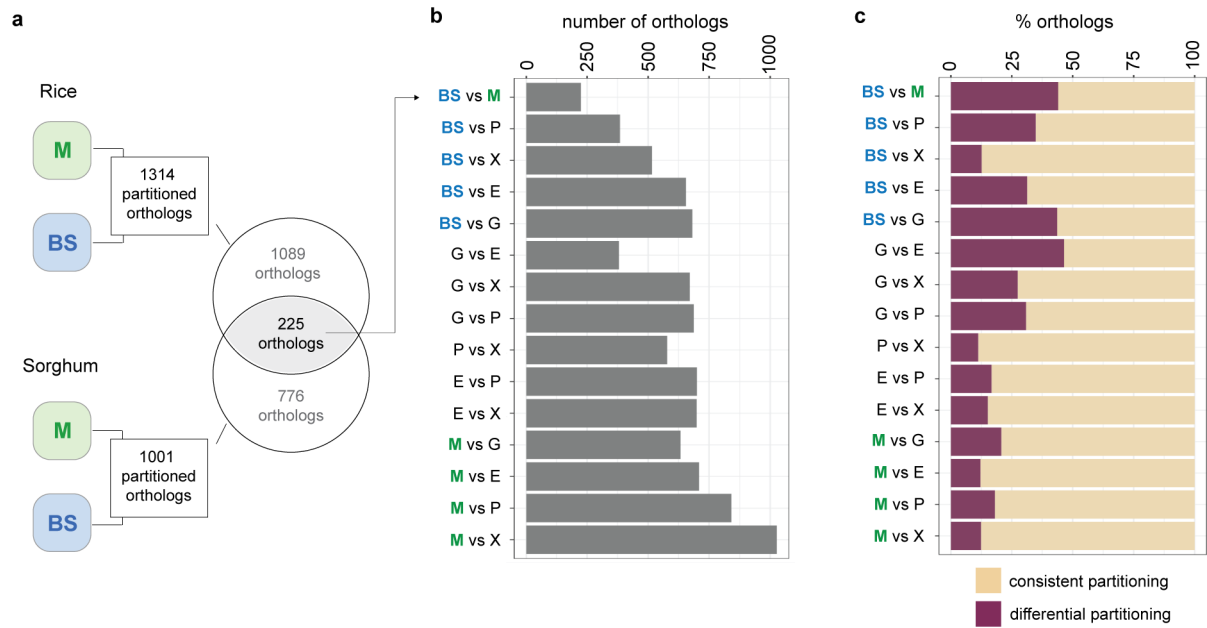 a
Rice
M
BS
1314
partitioned
orthologs
1089
orthologs
225
orthologs
776
orthologs
Sorghum
M
BS
1001
partitioned
orthologs
b
number of orthologs
0
250
500
750
1000
BS vs M
BS vs P
BS vs X
BS vs E
BS vs G
G vs E
G vs X
G vs P
P vs X
E vs P
E vs X
M vs G
M vs E
M vs P
M vs X
c
% orthologs
0
25
50
75
100
BS vs M
BS vs P
BS vs X
BS vs E
BS vs G
G vs E
G vs X
G vs P
P vs X
E vs P
E vs X
M vs G
M vs E
M vs P
M vs X
consistent partitioning
differential partitioning